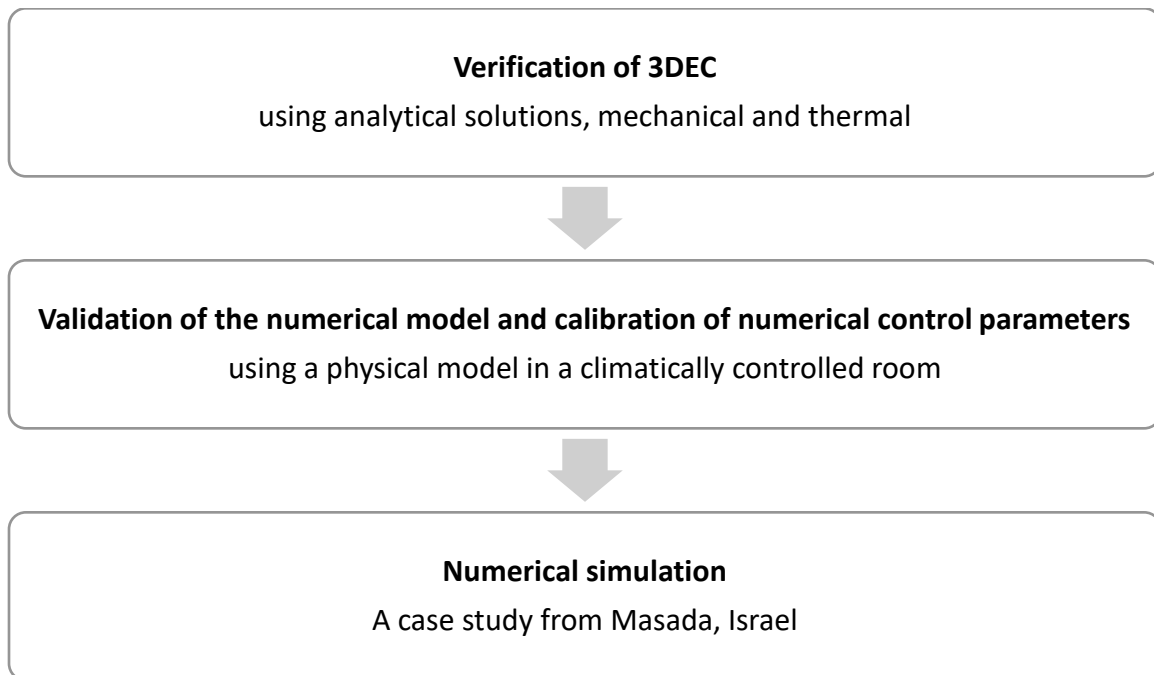 Verification of 3DEC
using analytical solutions, mechanical and thermal
Validation of the numerical model and calibration of numerical control parameters
using a physical model in a climatically controlled room
Numerical simulation
A case study from Masada, Israel